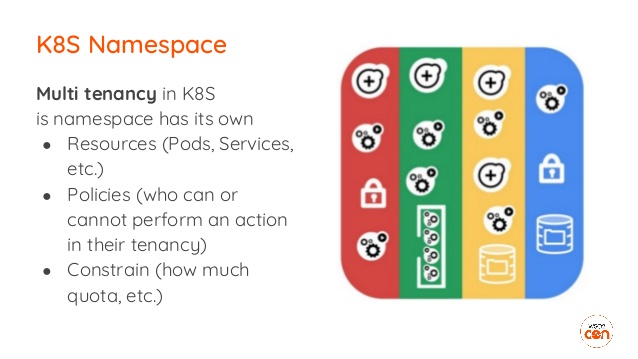 K8S Namespace
Multi tenancy in K8S
is namespace has its own
● Resources (Pods, Services,
etc.)
● Policies (who can or
cannot perform an action
in their tenancy)
● Constrain (how much
quota, etc.)
con